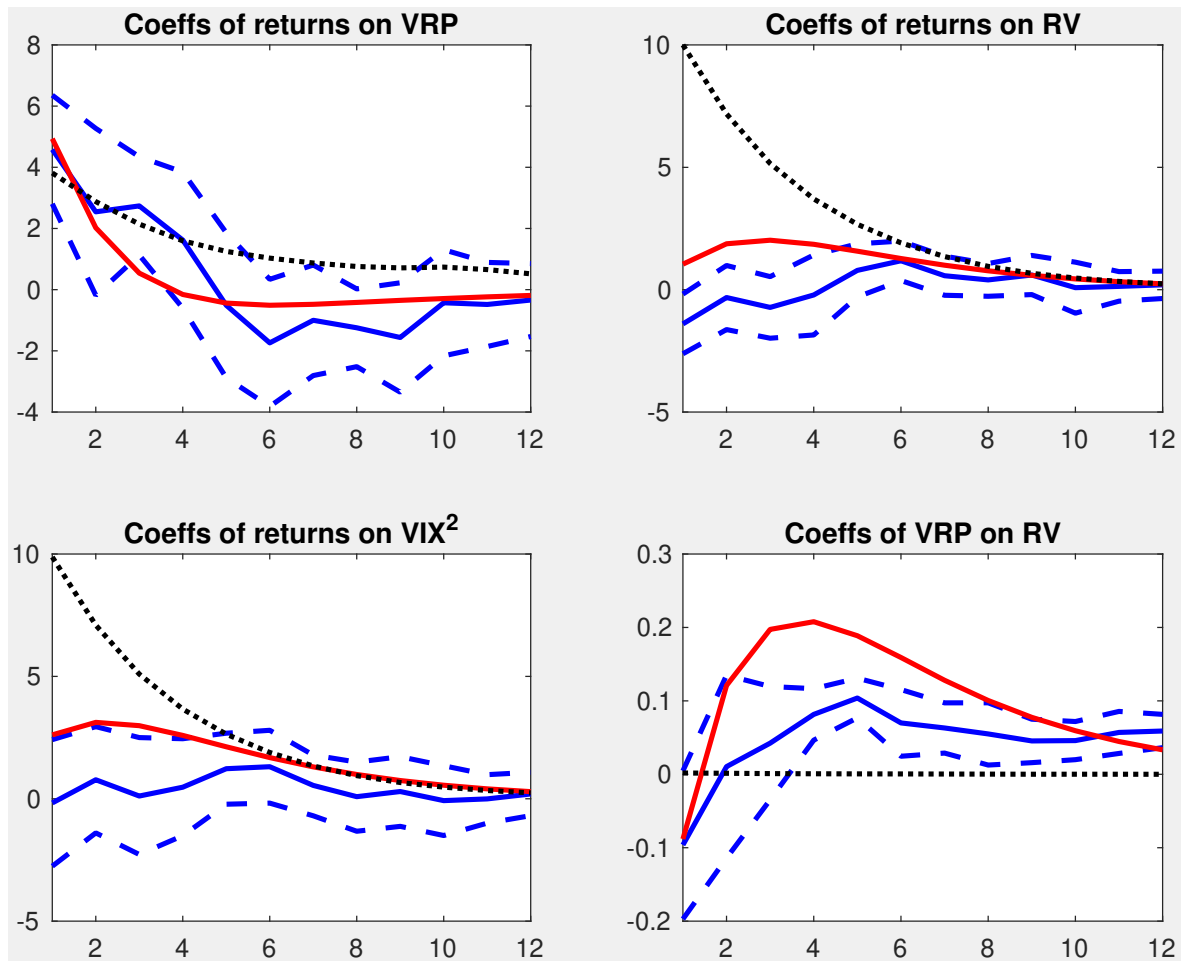 Coeffs of returns on VRP
8
6
4
2
0
-2
-4
2 4 6 8 10 12
Coeffs of returns on RV
10
5
0
-5
2 4 6 8 10 12
Coeffs of returns on VIX²
10
5
0
-5
2 4 6 8 10 12
Coeffs of VRP on RV
0.3
0.2
0.1
0
-0.1
-0.2
2 4 6 8 10 12